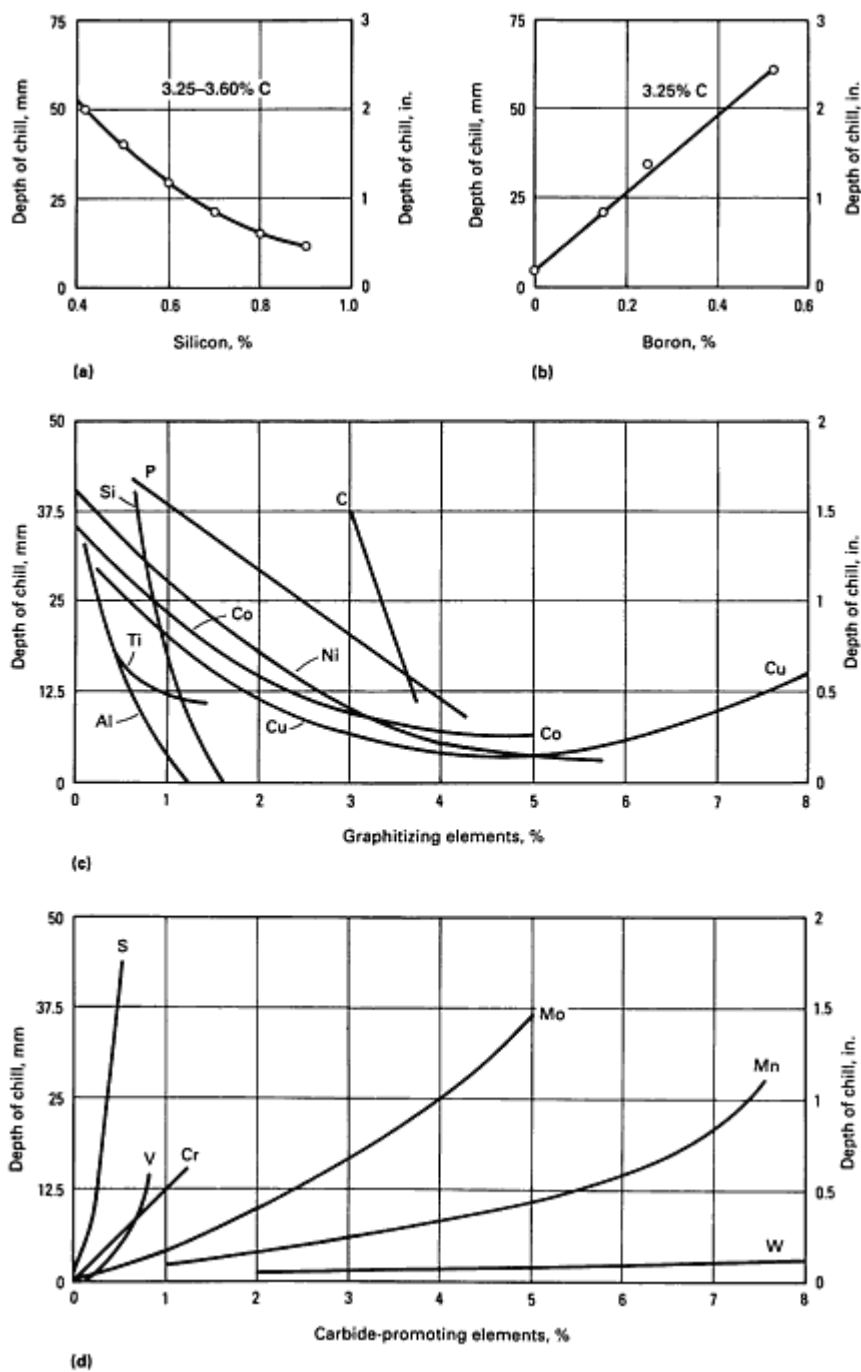 75
50
25
0
Depth of chill, mm
3.25–3.60% C
3
2
1
0
Depth of chill, in.
0.4
0.6
0.8
1.0
Silicon, %
(a)
75
50
25
0
Depth of chill, mm
3.25% C
3
2
1
0
Depth of chill, in.
0
0.2
0.4
0.6
Boron, %
(b)
50
37.5
25
12.5
0
Depth of chill, mm
P
Si
C
Co
Ti
Ni
Al
Cu
Co
Cu
2
1.5
1
0.5
0
Depth of chill, in.
0
1
2
3
4
5
6
7
8
Graphitizing elements, %
(c)
50
37.5
25
12.5
0
Depth of chill, mm
S
V
Cr
Mo
Mn
W
2
1.5
1
0.5
0
Depth of chill, in.
0
1
2
3
4
5
6
7
8
Carbide-promoting elements, %
(d)